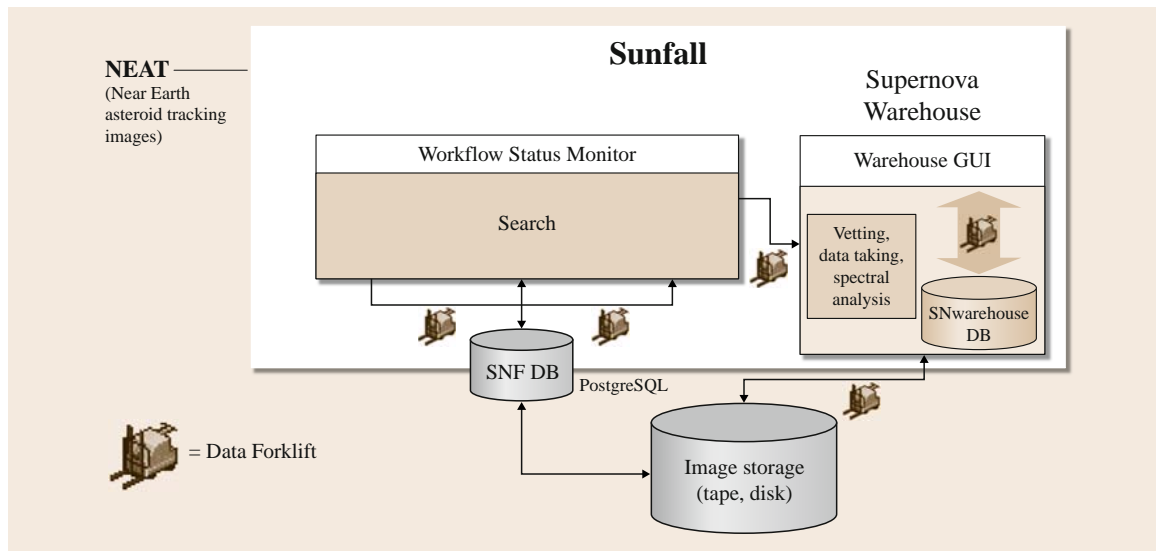 Sunfall
NEAT
(Near Earth
asteroid tracking
images)
Supernova
Warehouse
Workflow Status Monitor
Search
Warehouse GUI
Vetting,
data taking,
spectral
analysis
SNwarehouse
DB
SNF DB
PostgreSQL
Image storage
(tape, disk)
= Data Forklift